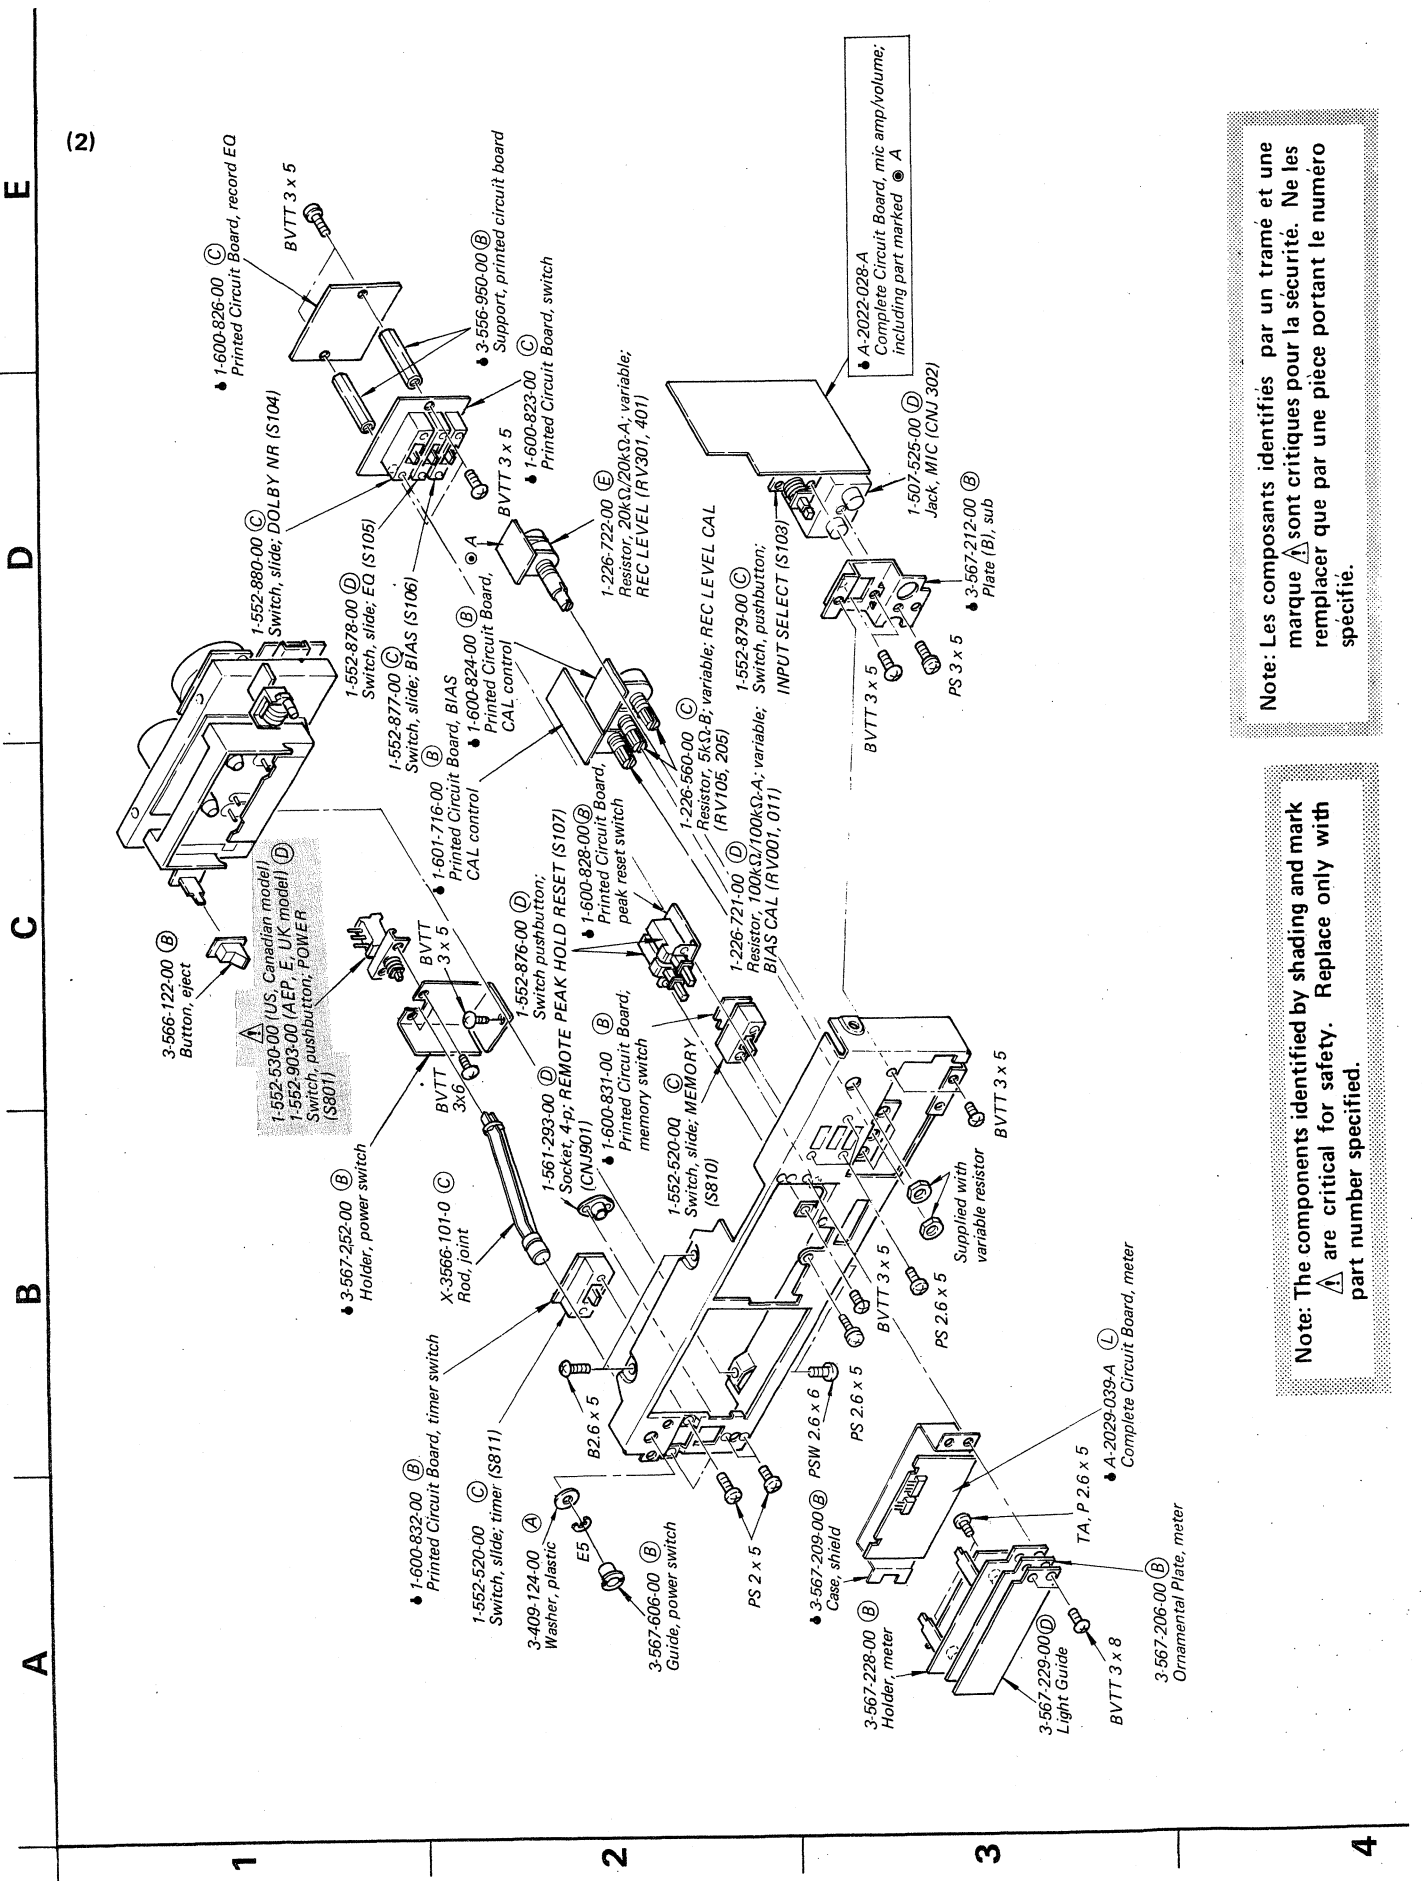 (2)
A
B
C
D
E
1
2
3
4
1-600-826-00 Ⓒ
Printed Circuit Board, record EQ
BVTT 3 x 5
3-556-950-00 Ⓑ
Support, printed circuit board
1-600-823-00 Ⓒ
Printed Circuit Board, switch
BVTT 3 x 5
1-552-880-00 Ⓒ
Switch, slide; DOLBY NR (S104)
1-552-878-00 Ⓓ
Switch, slide; EQ (S105)
1-552-877-00 Ⓒ
Switch, slide; BIAS (S106)
1-601-716-00 Ⓑ
Printed Circuit Board, BIAS
CAL control
1-600-824-00 Ⓑ
Printed Circuit Board,
CAL control
◉ A
1-226-722-00 Ⓔ
Resistor, 20kΩ/20kΩ-A; variable;
REC LEVEL (RV301, 401)
A-2022-028-A
Complete Circuit Board, mic amp/volume;
including part marked ◉ A
1-507-525-00 Ⓓ
Jack, MIC (CNJ 302)
3-567-212-00 Ⓑ
Plate (B), sub
PS 3 x 5
BVTT 3 x 5
1-226-560-00 Ⓒ
Resistor, 5kΩ-B; variable; REC LEVEL CAL
(RV105, 205)
1-552-879-00 Ⓒ
Switch, pushbutton;
INPUT SELECT (S103)
1-226-721-00 Ⓓ
Resistor, 100kΩ/100kΩ-A; variable;
BIAS CAL (RV001, 011)
3-566-122-00 Ⓑ
Button, eject
⚠
1-552-530-00 (US, Canadian model)
1-552-903-00 (AEP, E, UK model) Ⓓ
Switch, pushbutton; POWER
(S801)
BVTT
3 x 5
BVTT
3x6
1-552-876-00 Ⓓ
Switch pushbutton;
REMOTE PEAK HOLD RESET (S107)
1-600-828-00 Ⓑ
Printed Circuit Board,
peak reset switch
1-561-293-00 Ⓓ
Socket, 4-p;
(CNJ901)
1-600-831-00 Ⓑ
Printed Circuit Board;
memory switch
1-552-520-00 Ⓒ
Switch, slide; MEMORY
(S810)
3-567-252-00 Ⓑ
Holder, power switch
X-3566-101-0 Ⓒ
Rod, joint
1-600-832-00 Ⓑ
Printed Circuit Board, timer switch
1-552-520-00 Ⓒ
Switch, slide; timer (S811)
3-409-124-00 Ⓐ
Washer, plastic
E5
3-567-606-00 Ⓑ
Guide, power switch
B2.6 x 5
PS 2 x 5
PSW 2.6 x 6
PS 2.6 x 5
BVTT 3 x 5
PS 2.6 x 5
Supplied with
variable resistor
BVTT 3 x 5
3-567-209-00 Ⓑ
Case, shield
3-567-228-00 Ⓑ
Holder, meter
3-567-229-00 Ⓓ
Light Guide
BVTT 3 x 8
3-567-206-00 Ⓑ
Ornamental Plate, meter
TA, P 2.6 x 5
A-2029-039-A Ⓛ
Complete Circuit Board, meter
Note: The components identified by shading and mark
⚠ are critical for safety. Replace only with
part number specified.
Note: Les composants identifiés par un tramé et une
marque ⚠ sont critiques pour la sécurité. Ne les
remplacer que par une pièce portant le numéro
spécifié.